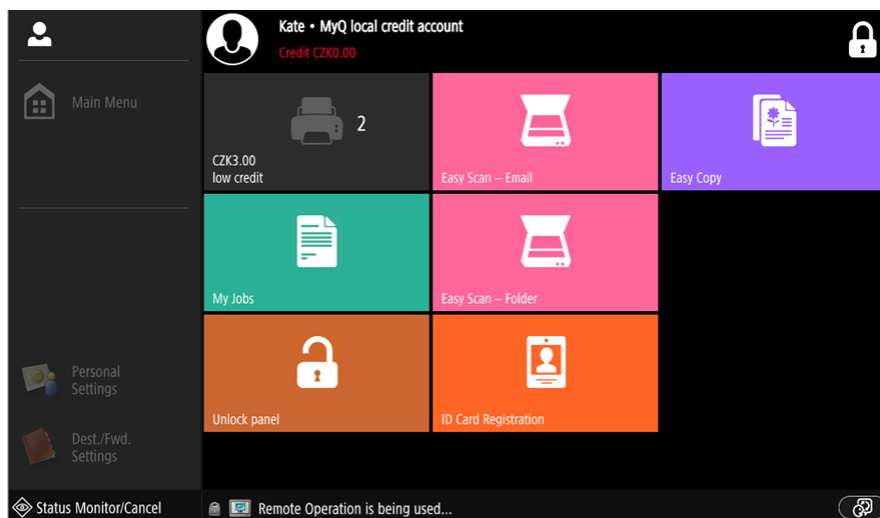 Kate • MyQ local credit account
Credit CZK0.00
Main Menu
2
CZK3.00
low credit
Easy Scan – Email
Easy Copy
My Jobs
Easy Scan – Folder
Personal
Settings
Unlock panel
ID Card Registration
Dest./Fwd.
Settings
Status Monitor/Cancel
Remote Operation is being used...